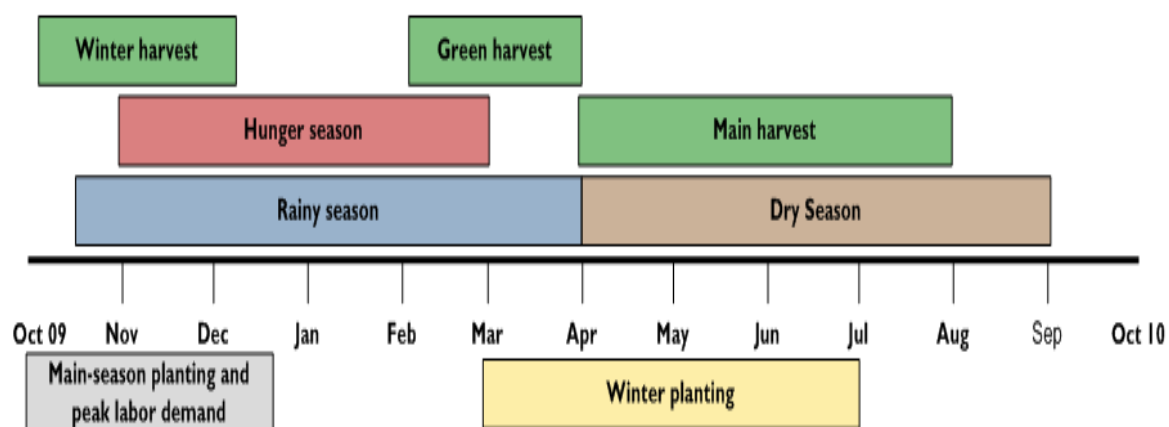 Winter harvest
Green harvest
Hunger season
Main harvest
Rainy season
Dry Season
Oct 09 Nov Dec Jan Feb Mar Apr May Jun Jul Aug Sep Oct 10
Main-season planting and
peak labor demand
Winter planting